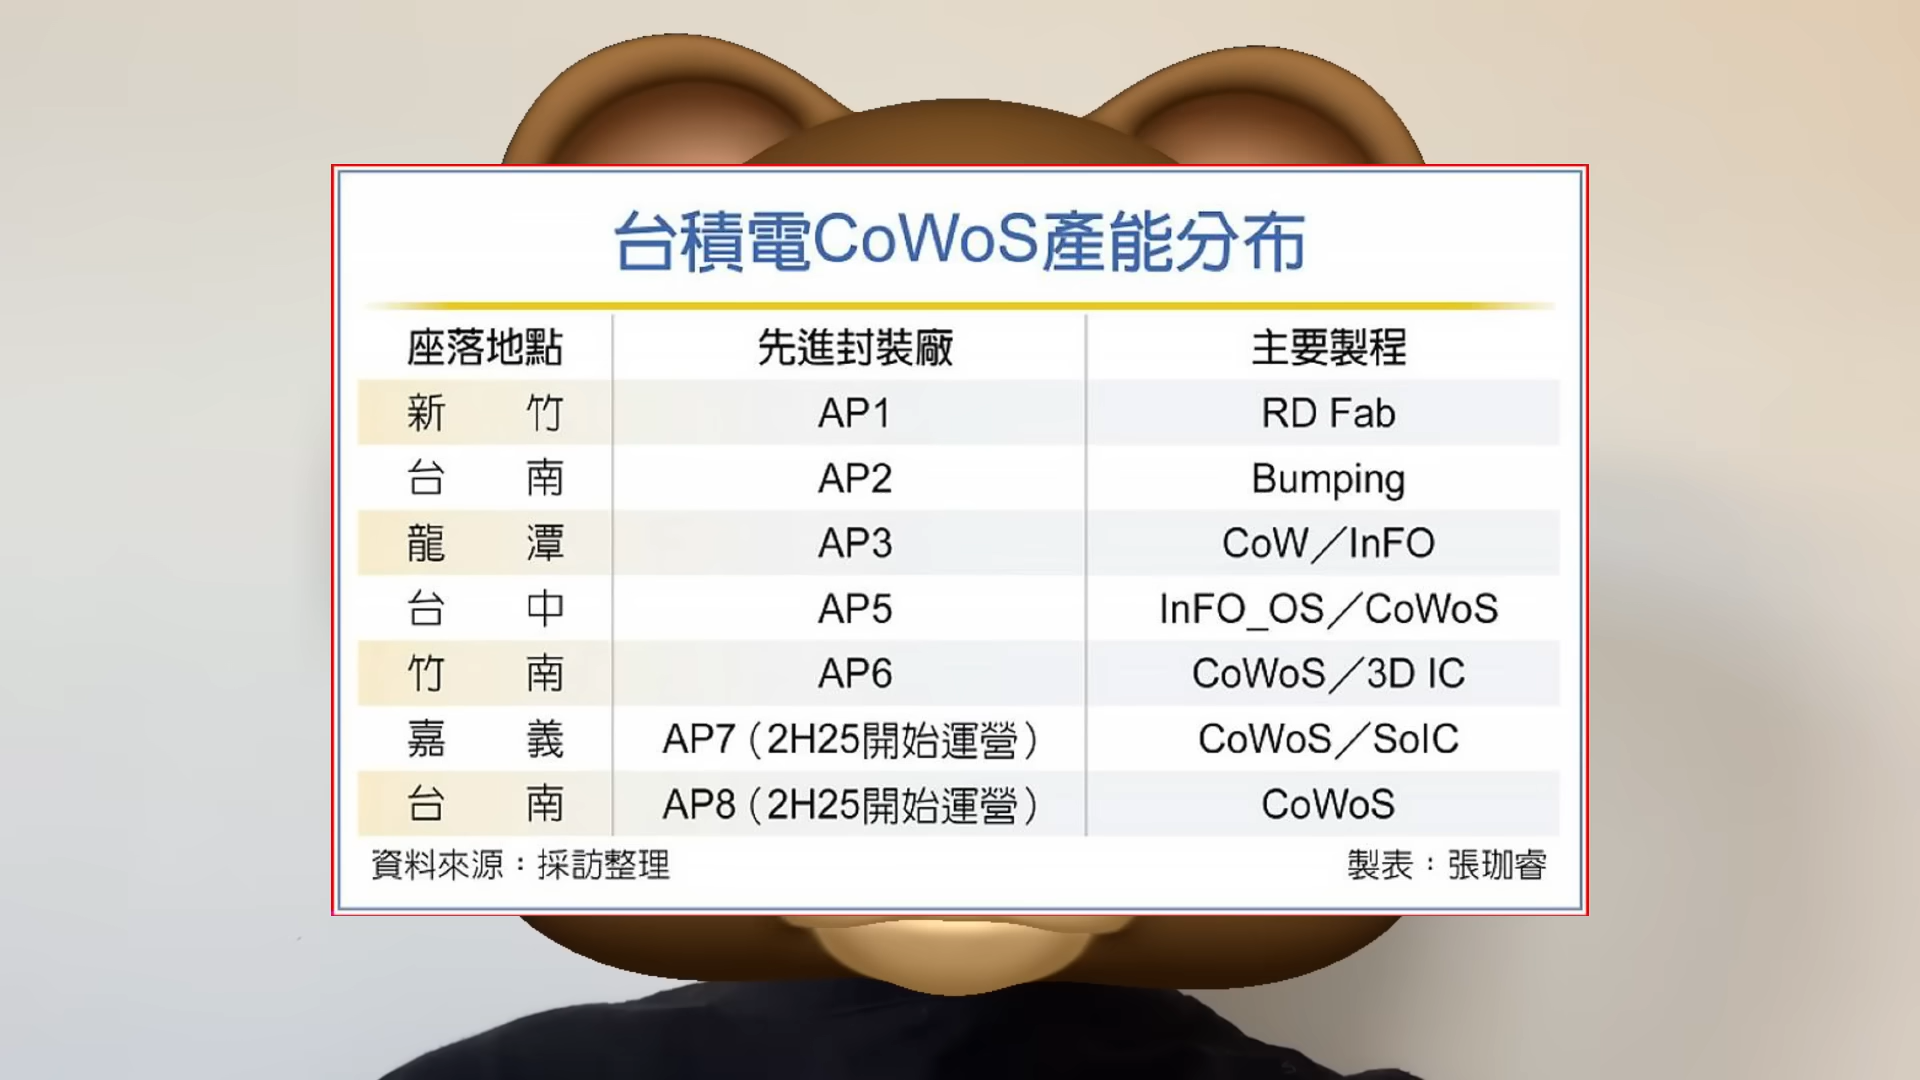 台積電CoWoS產能分布
座落地點 先進封裝廠 主要製程
新竹 AP1 RD Fab
台南 AP2 Bumping
龍潭 AP3 CoW／InFO
台中 AP5 InFO_OS／CoWoS
竹南 AP6 CoWoS／3D IC
嘉義 AP7（2H25開始運營） CoWoS／SoIC
台南 AP8（2H25開始運營） CoWoS
資料來源：採訪整理 製表：張珈睿